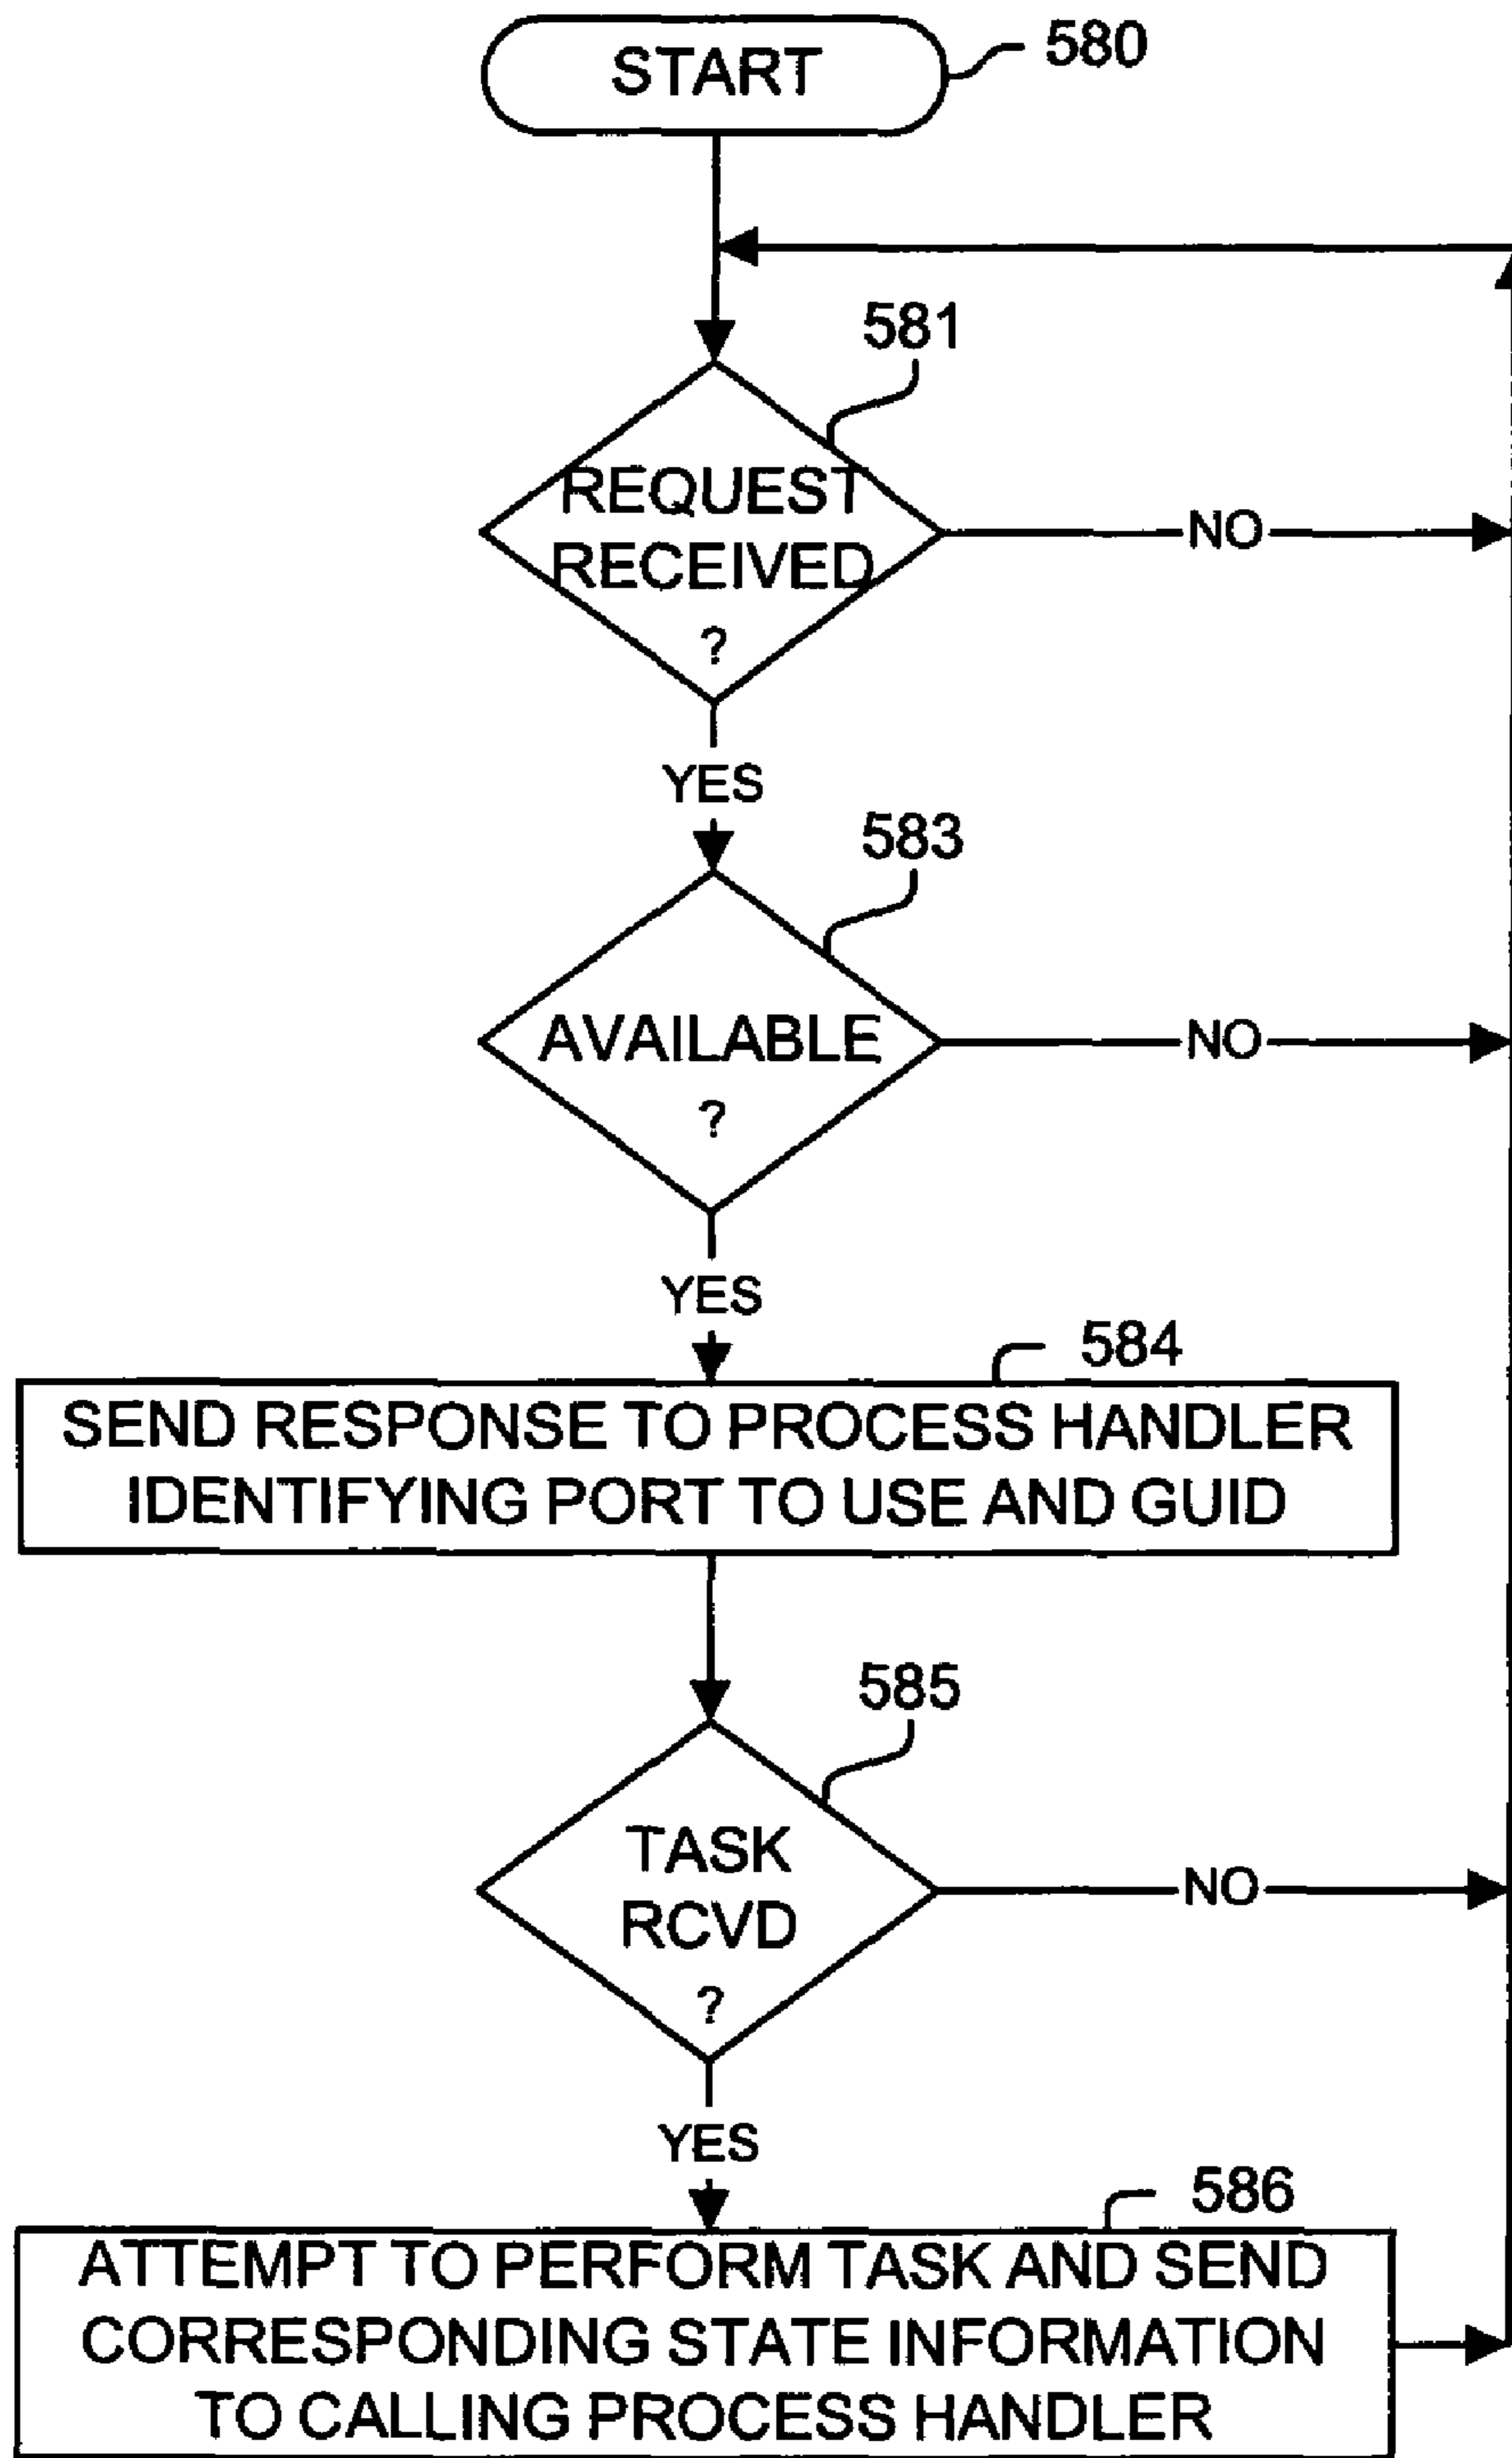 START
580
581
REQUEST
RECEIVED
?
NO
YES
583
AVAILABLE
?
NO
YES
584
SEND RESPONSE TO PROCESS HANDLER
IDENTIFYING PORT TO USE AND GUID
585
TASK
RCVD
?
NO
YES
586
ATTEMPT TO PERFORM TASK AND SEND
CORRESPONDING STATE INFORMATION
TO CALLING PROCESS HANDLER